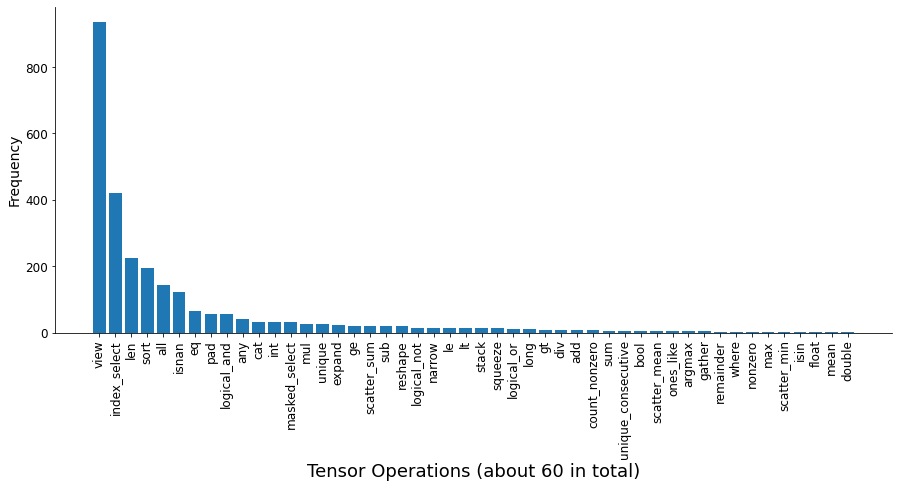 Frequency
800
600
400
200
0
view
index_select
len
sort
all
isnan
eq
pad
logical_and
any
cat
int
masked_select
mul
unique
expand
ge
scatter_sum
sub
reshape
logical_not
narrow
le
lt
stack
squeeze
logical_or
long
gt
div
add
count_nonzero
sum
unique_consecutive
bool
scatter_mean
ones_like
argmax
gather
remainder
where
nonzero
max
scatter_min
isin
float
mean
double
Tensor Operations (about 60 in total)